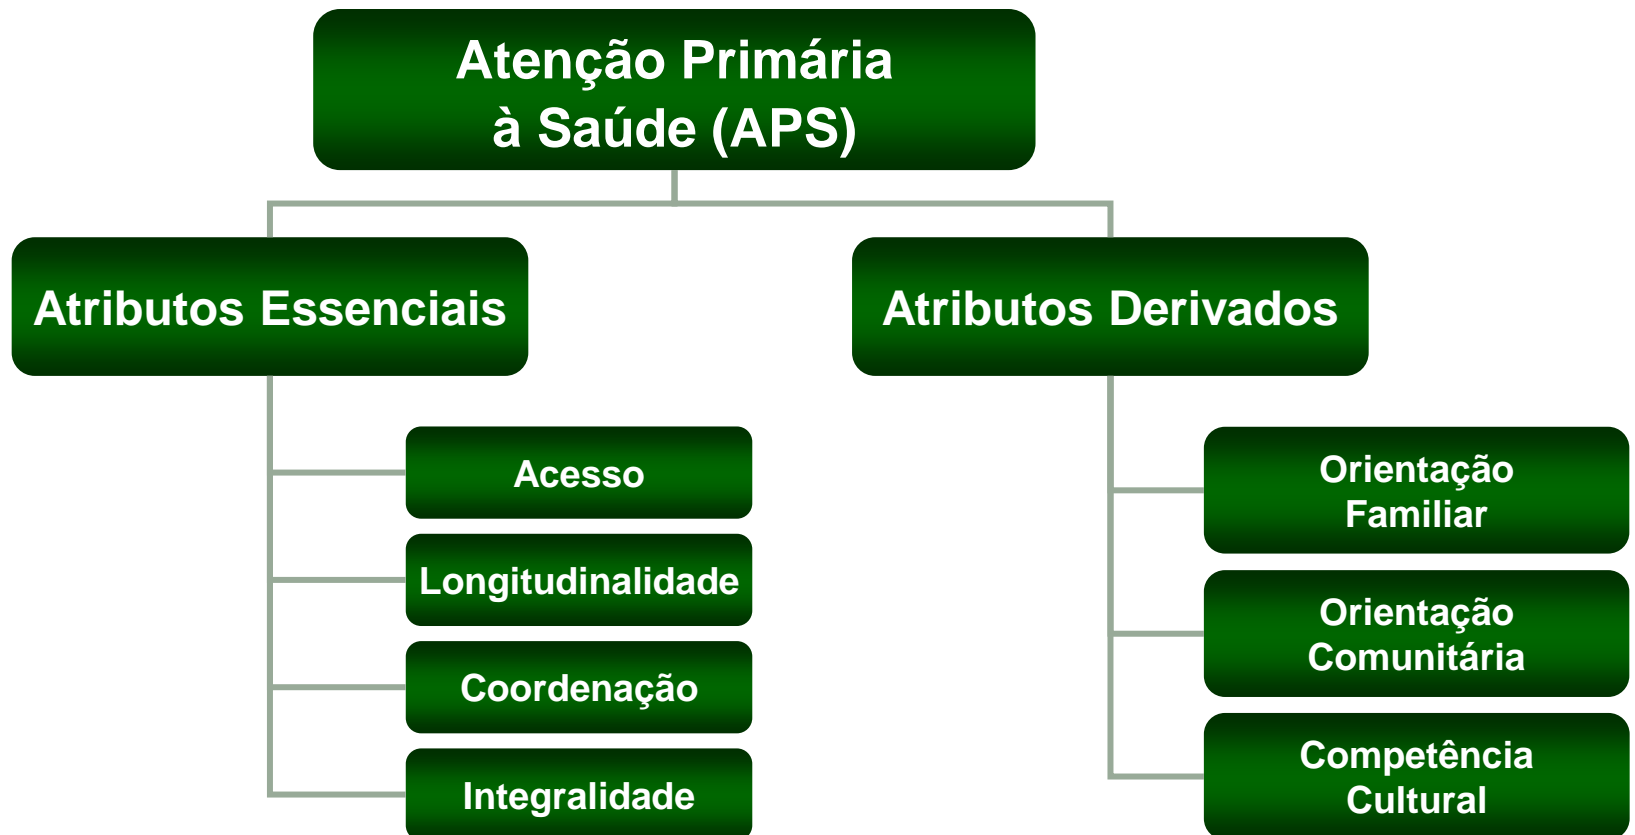 Atenção Primária
à Saúde (APS)
Atributos Essenciais
Atributos Derivados
Acesso
Longitudinalidade
Coordenação
Integralidade
Orientação
Familiar
Orientação
Comunitária
Competência
Cultural